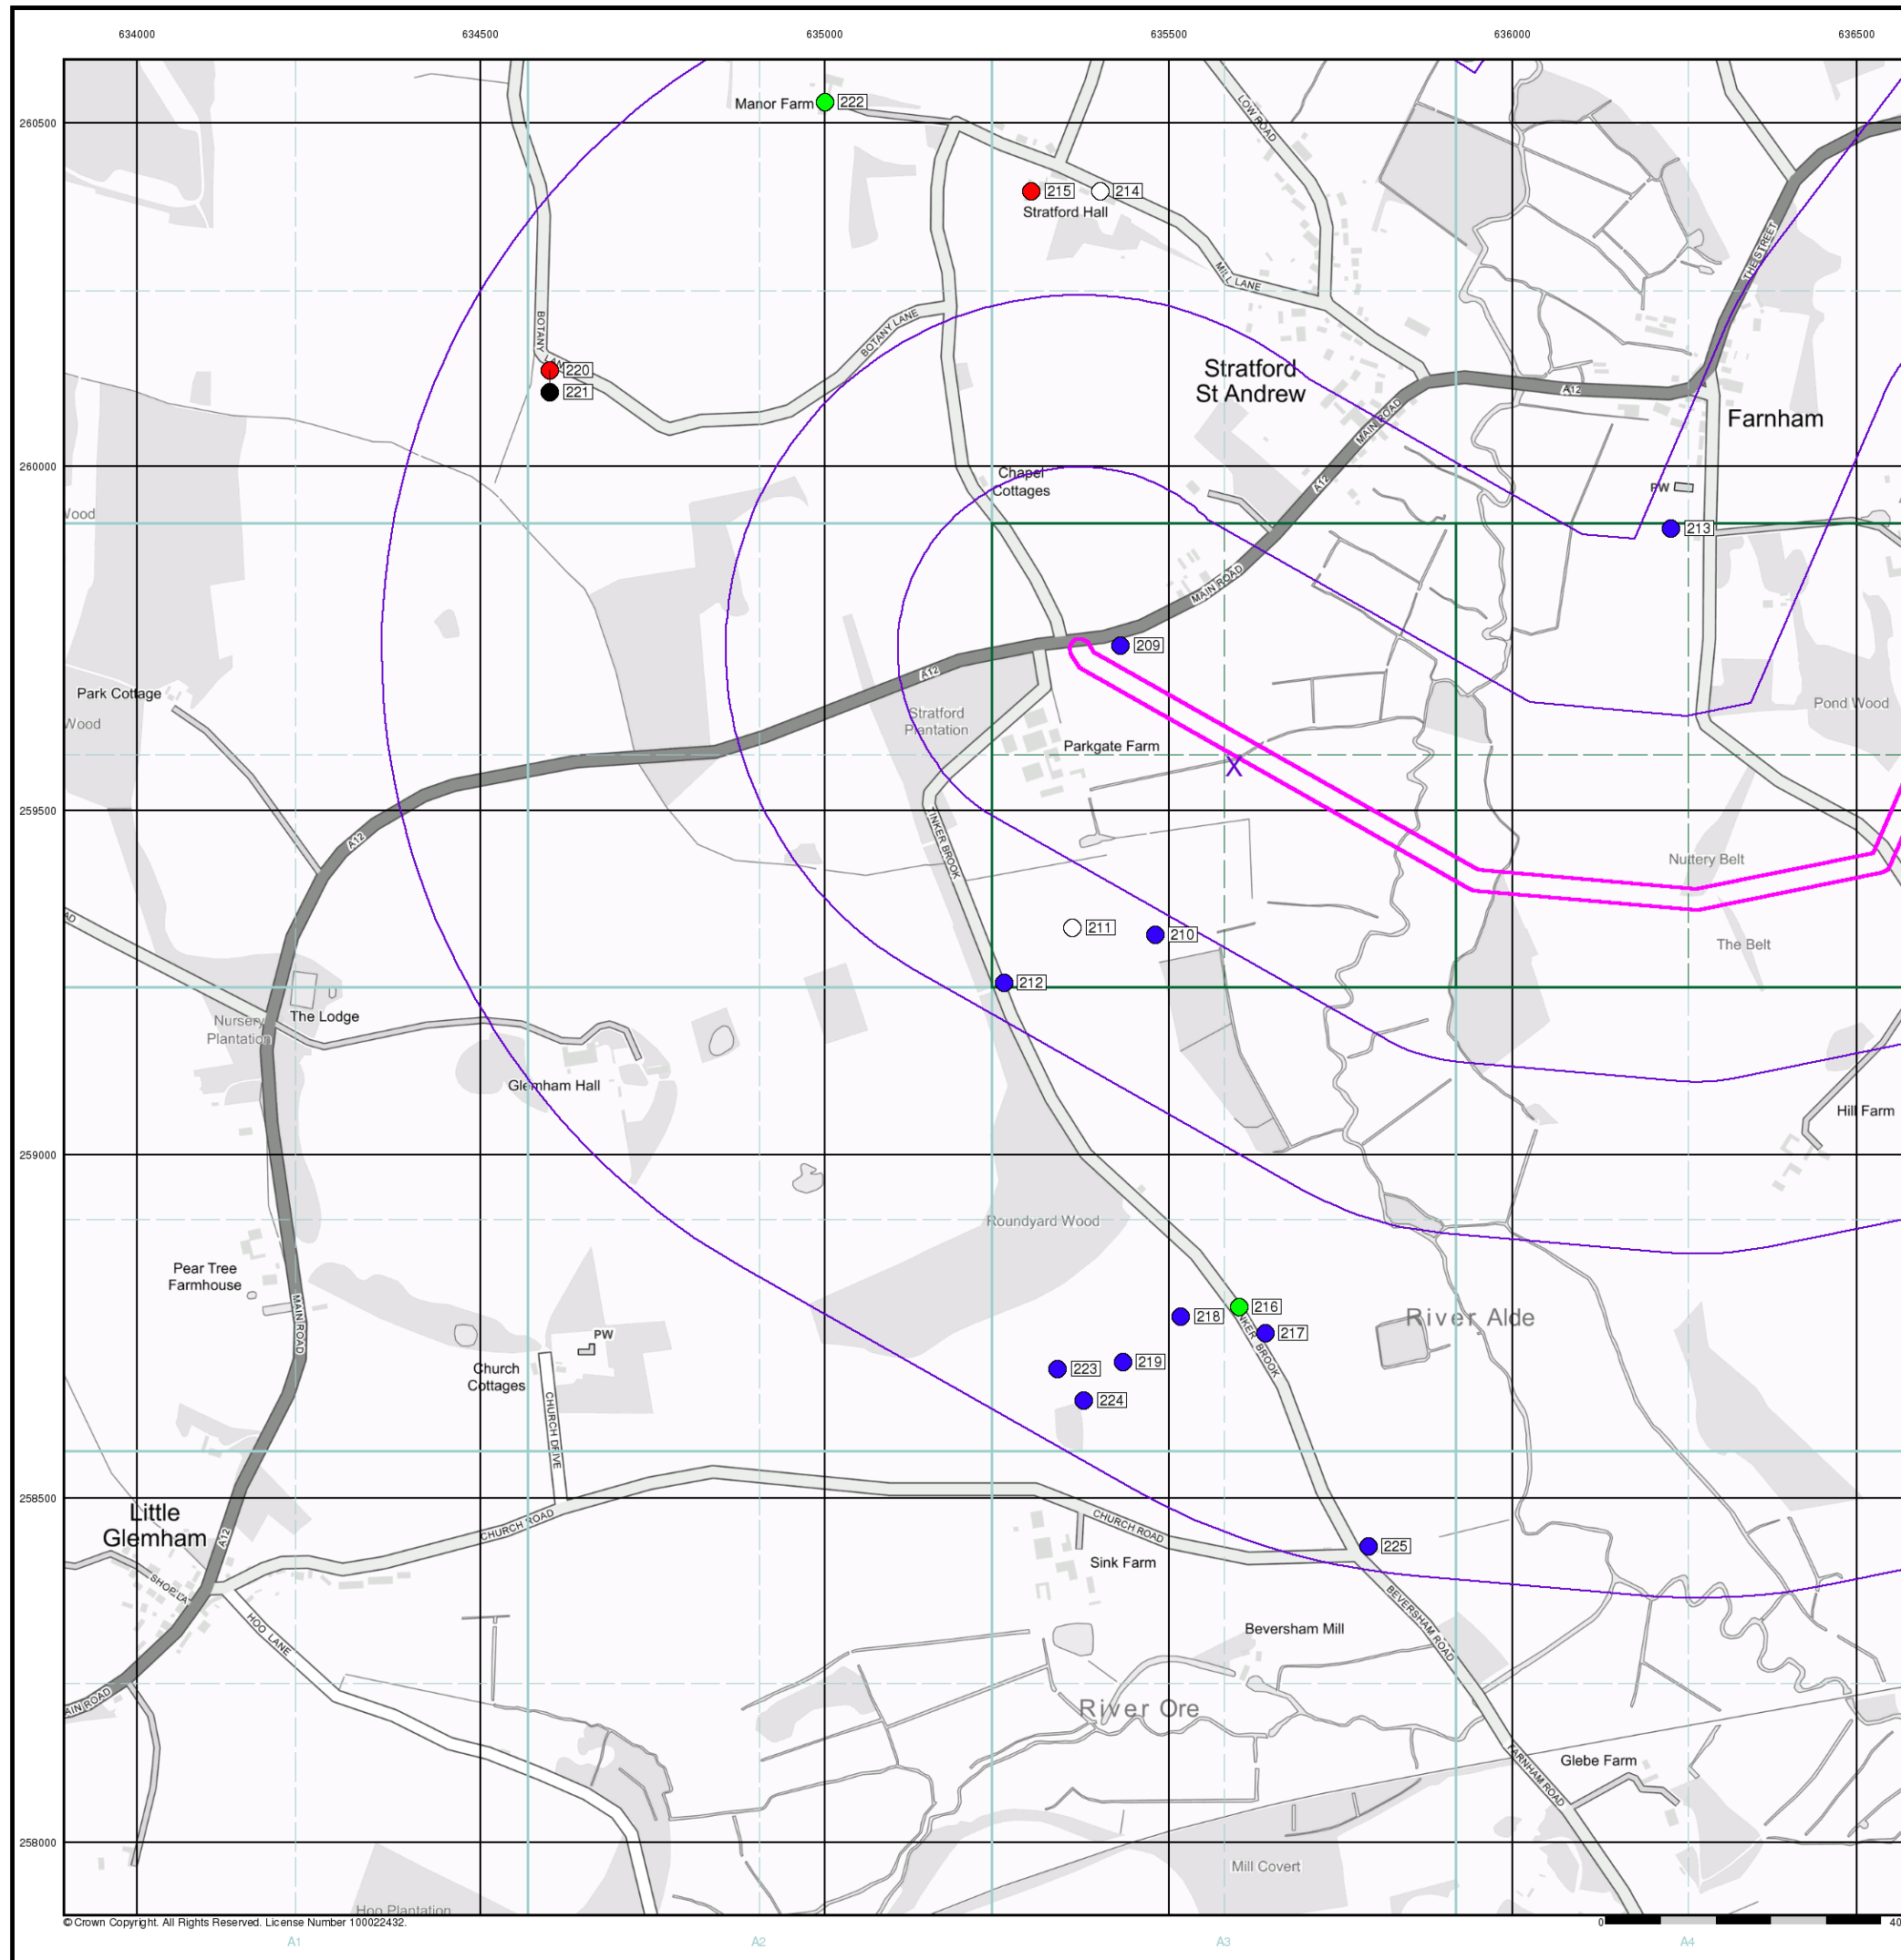 634000
634500
635000
635500
636000
636500
260500
260000
259500
259000
258500
258000
Manor Farm
222
LOW ROAD
215
214
Stratford Hall
MILL LANE
THE STREET
BOTANY
LANE
BOTANY LANE
220
221
Stratford
St Andrew
A12
MAIN ROAD
Farnham
Chapel
Cottages
A12
PW
213
Wood
MAIN ROAD
209
Park Cottage
Wood
A12
Stratford
Plantation
Parkgate Farm
Pond Wood
X
A12
TINKER BROOK
Nuttery Belt
211
210
The Belt
212
Nursery
Plantation
The Lodge
Glemham Hall
Hill Farm
Roundyard Wood
Pear Tree
Farmhouse
MAIN ROAD
216
218
217
TINKER BROOK
River Alde
PW
Church
Cottages
219
223
224
CHURCH DRIVE
Little
Glemham
A12
CHURCH ROAD
CHURCH ROAD
225
Sink Farm
HOO LANE
BEVERSHAM ROAD
Beversham Mill
MAIN ROAD
River Ore
FARNHAM ROAD
Glebe Farm
Mill Covert
Hoo Plantation
© Crown Copyright. All Rights Reserved. License Number 100022432.
0
40
A1
A2
A3
A4